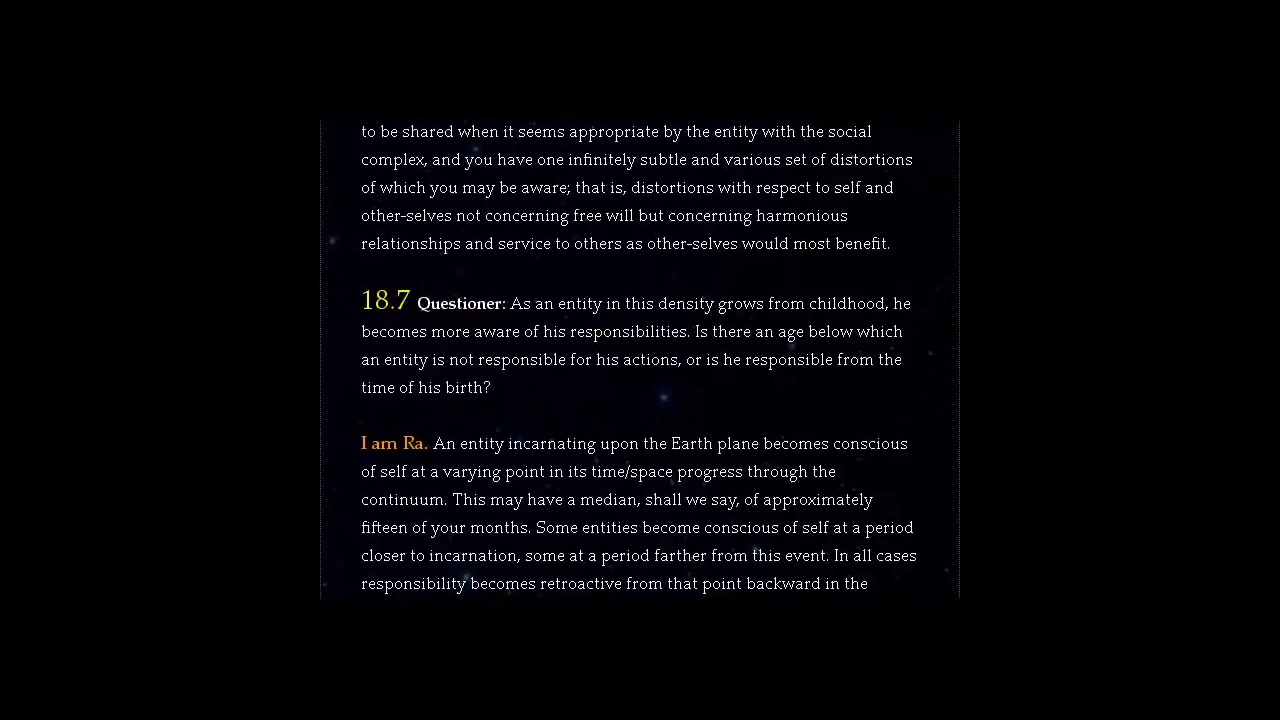 to be shared when it seems appropriate by the entity with the social
complex, and you have one infinitely subtle and various set of distortions
of which you may be aware; that is, distortions with respect to self and
other-selves not concerning free will but concerning harmonious
relationships and service to others as other-selves would most benefit.
18.7 Questioner: As an entity in this density grows from childhood, he
becomes more aware of his responsibilities. Is there an age below which
an entity is not responsible for his actions, or is he responsible from the
time of his birth?
I am Ra. An entity incarnating upon the Earth plane becomes conscious
of self at a varying point in its time/space progress through the
continuum. This may have a median, shall we say, of approximately
fifteen of your months. Some entities become conscious of self at a period
closer to incarnation, some at a period farther from this event. In all cases
responsibility becomes retroactive from that point backward in the